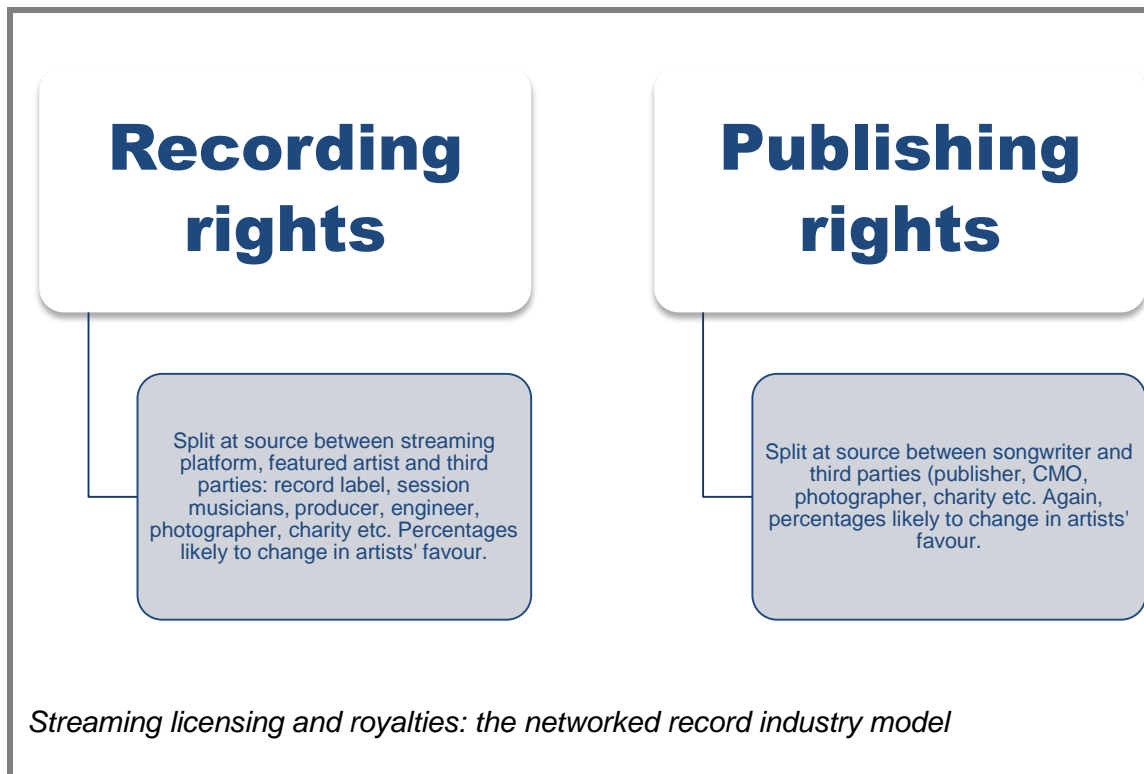 Recording
rights
Split at source between streaming
platform, featured artist and third
parties: record label, session
musicians, producer, engineer,
photographer, charity etc. Percentages
likely to change in artists' favour.
Publishing
rights
Split at source between songwriter and
third parties (publisher, CMO,
photographer, charity etc. Again,
percentages likely to change in artists'
favour.
Streaming licensing and royalties: the networked record industry model